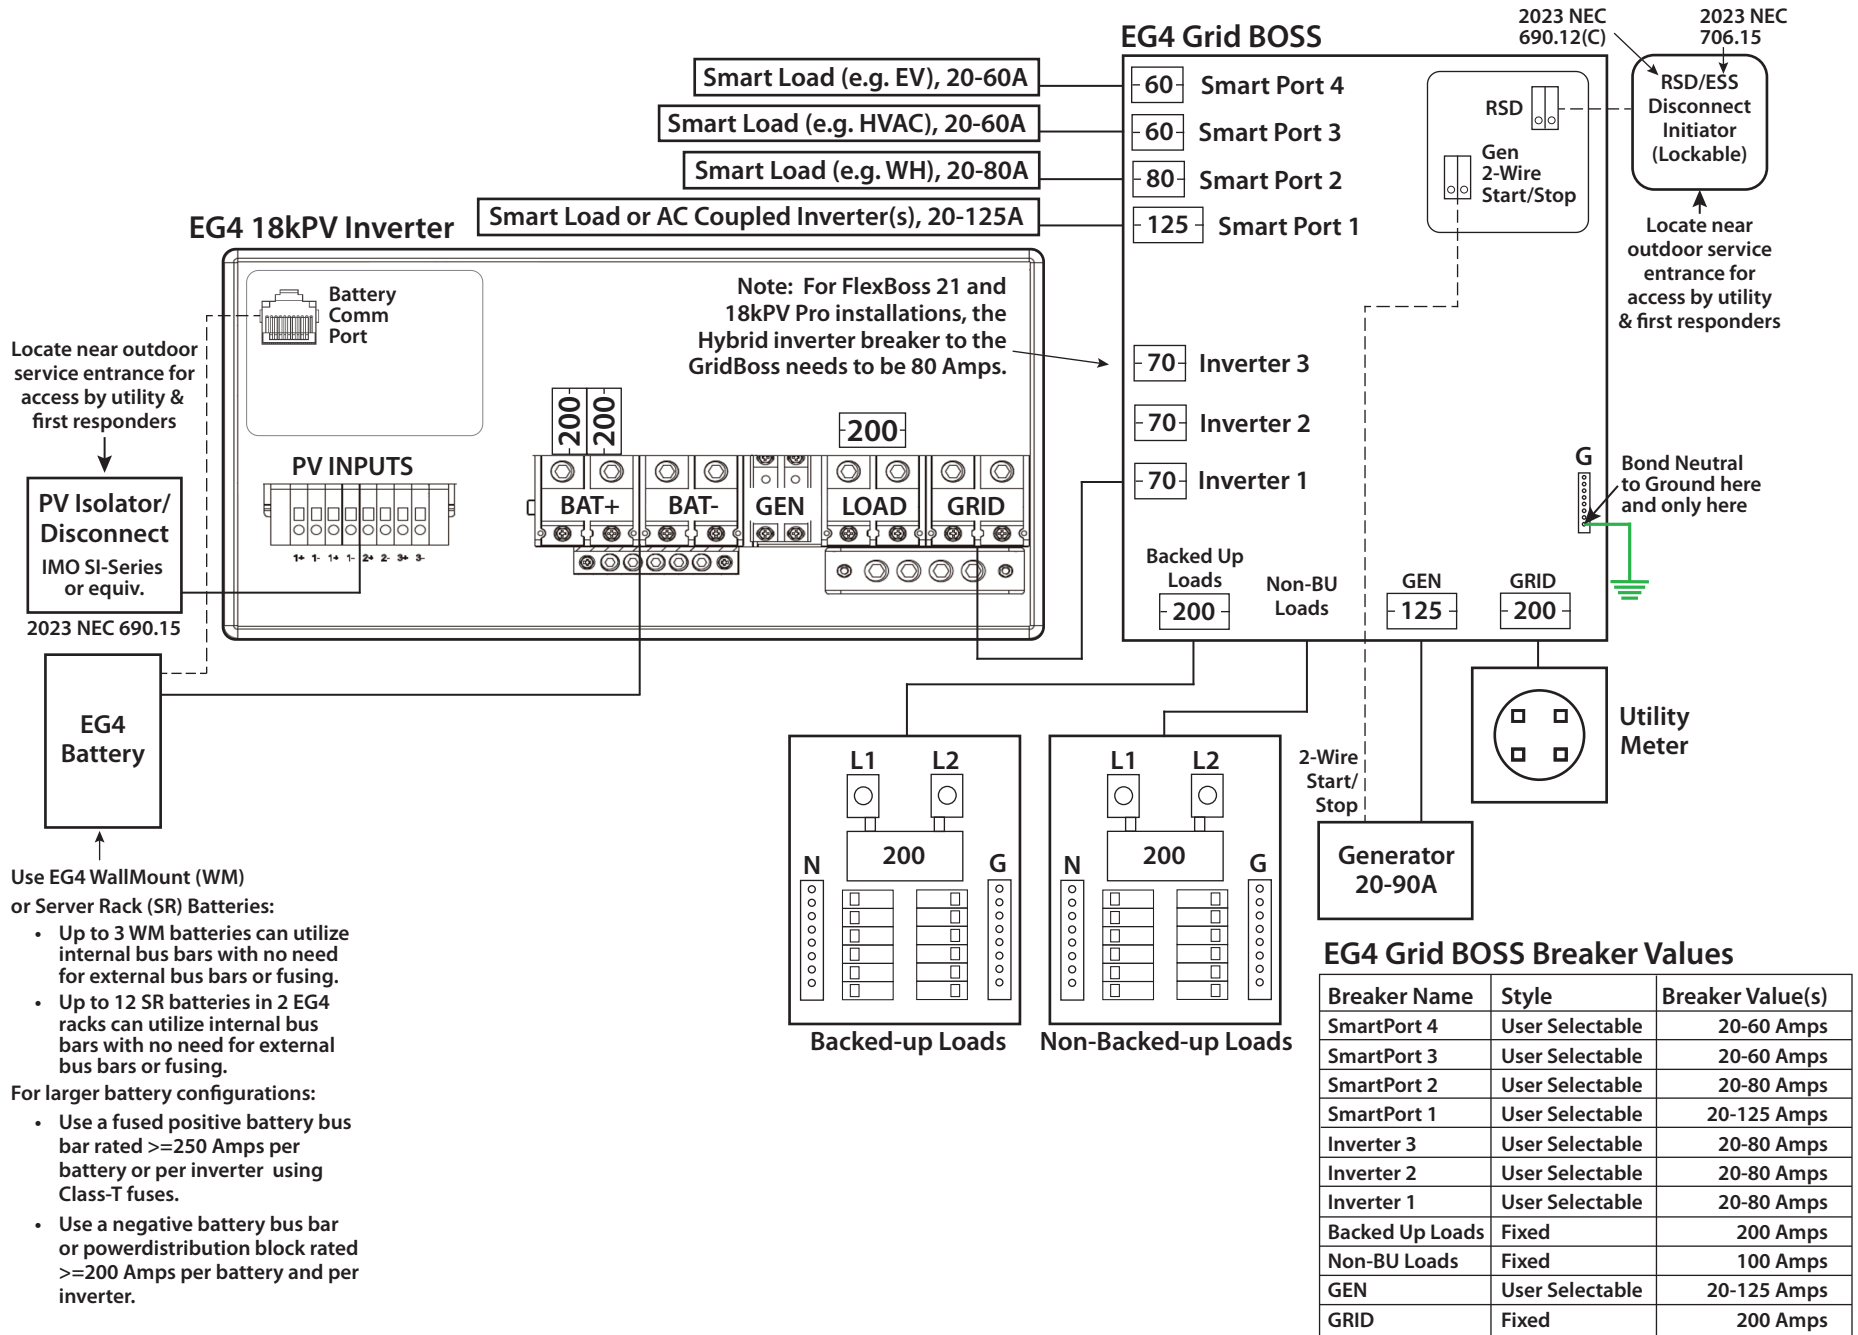 EG4 Grid BOSS
2023 NEC
690.12(C)
2023 NEC
706.15
Smart Load (e.g. EV), 20-60A
60
Smart Port 4
RSD/ESS
Disconnect
Initiator
(Lockable)
RSD
Smart Load (e.g. HVAC), 20-60A
60
Smart Port 3
Gen
2-Wire
Start/Stop
Smart Load (e.g. WH), 20-80A
80
Smart Port 2
Smart Load or AC Coupled Inverter(s), 20-125A
125
Smart Port 1
Locate near
outdoor service
entrance for
access by utility
& first responders
EG4 18kPV Inverter
Battery
Comm
Port
Note: For FlexBoss 21 and
18kPV Pro installations, the
Hybrid inverter breaker to the
GridBoss needs to be 80 Amps.
70
Inverter 3
70
Inverter 2
70
Inverter 1
Locate near outdoor
service entrance for
access by utility &
first responders
PV Isolator/
Disconnect
IMO SI-Series
or equiv.
2023 NEC 690.15
PV INPUTS
1+ 1- 1+ 1- 2+ 2- 3+ 3-
200
200
200
BAT+
BAT-
GEN
LOAD
GRID
G
Bond Neutral
to Ground here
and only here
Backed Up
Loads
200
Non-BU
Loads
GEN
125
GRID
200
EG4
Battery
Utility
Meter
2-Wire
Start/
Stop
Generator
20-90A
L1
L2
200
N
G
Backed-up Loads
L1
L2
200
N
G
Non-Backed-up Loads
Use EG4 WallMount (WM)
or Server Rack (SR) Batteries:
• Up to 3 WM batteries can utilize
internal bus bars with no need
for external bus bars or fusing.
• Up to 12 SR batteries in 2 EG4
racks can utilize internal bus
bars with no need for external
bus bars or fusing.
For larger battery configurations:
• Use a fused positive battery bus
bar rated >=250 Amps per
battery or per inverter using
Class-T fuses.
• Use a negative battery bus bar
or powerdistribution block rated
>=200 Amps per battery and per
inverter.
EG4 Grid BOSS Breaker Values
Breaker Name Style Breaker Value(s)
SmartPort 4 User Selectable 20-60 Amps
SmartPort 3 User Selectable 20-60 Amps
SmartPort 2 User Selectable 20-80 Amps
SmartPort 1 User Selectable 20-125 Amps
Inverter 3 User Selectable 20-80 Amps
Inverter 2 User Selectable 20-80 Amps
Inverter 1 User Selectable 20-80 Amps
Backed Up Loads Fixed 200 Amps
Non-BU Loads Fixed 100 Amps
GEN User Selectable 20-125 Amps
GRID Fixed 200 Amps